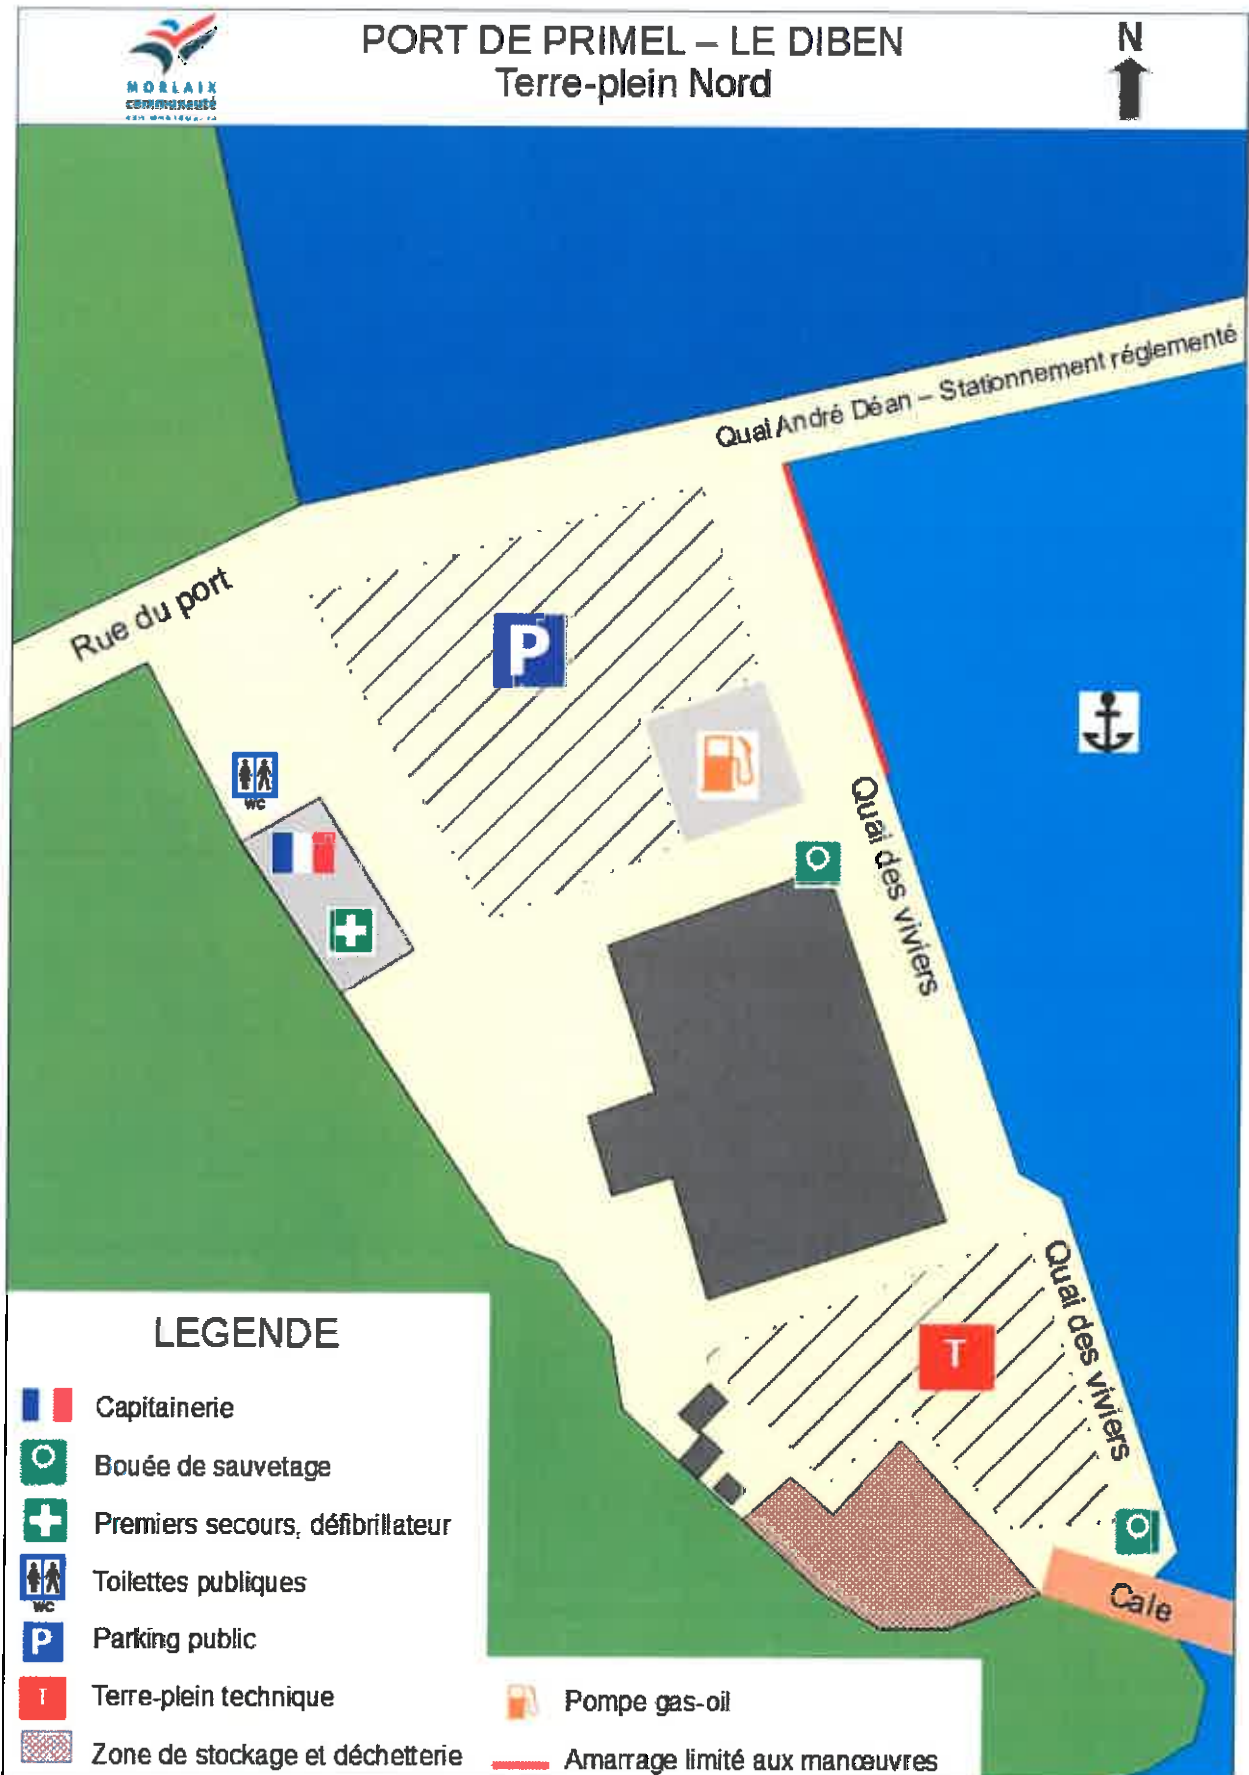 PORT DE PRIMEL – LE DIBEN
Terre-plein Nord
N
MORLAIX
communauté
Quai André Déan – Stationnement réglementé
Rue du port
P
WC
Quai des viviers
Quai des viviers
T
Cale
LEGENDE
Capitainerie
Bouée de sauvetage
Premiers secours, défibrillateur
WC
Toilettes publiques
P
Parking public
T
Terre-plein technique
Zone de stockage et déchetterie
Pompe gas-oil
Amarrage limité aux manœuvres